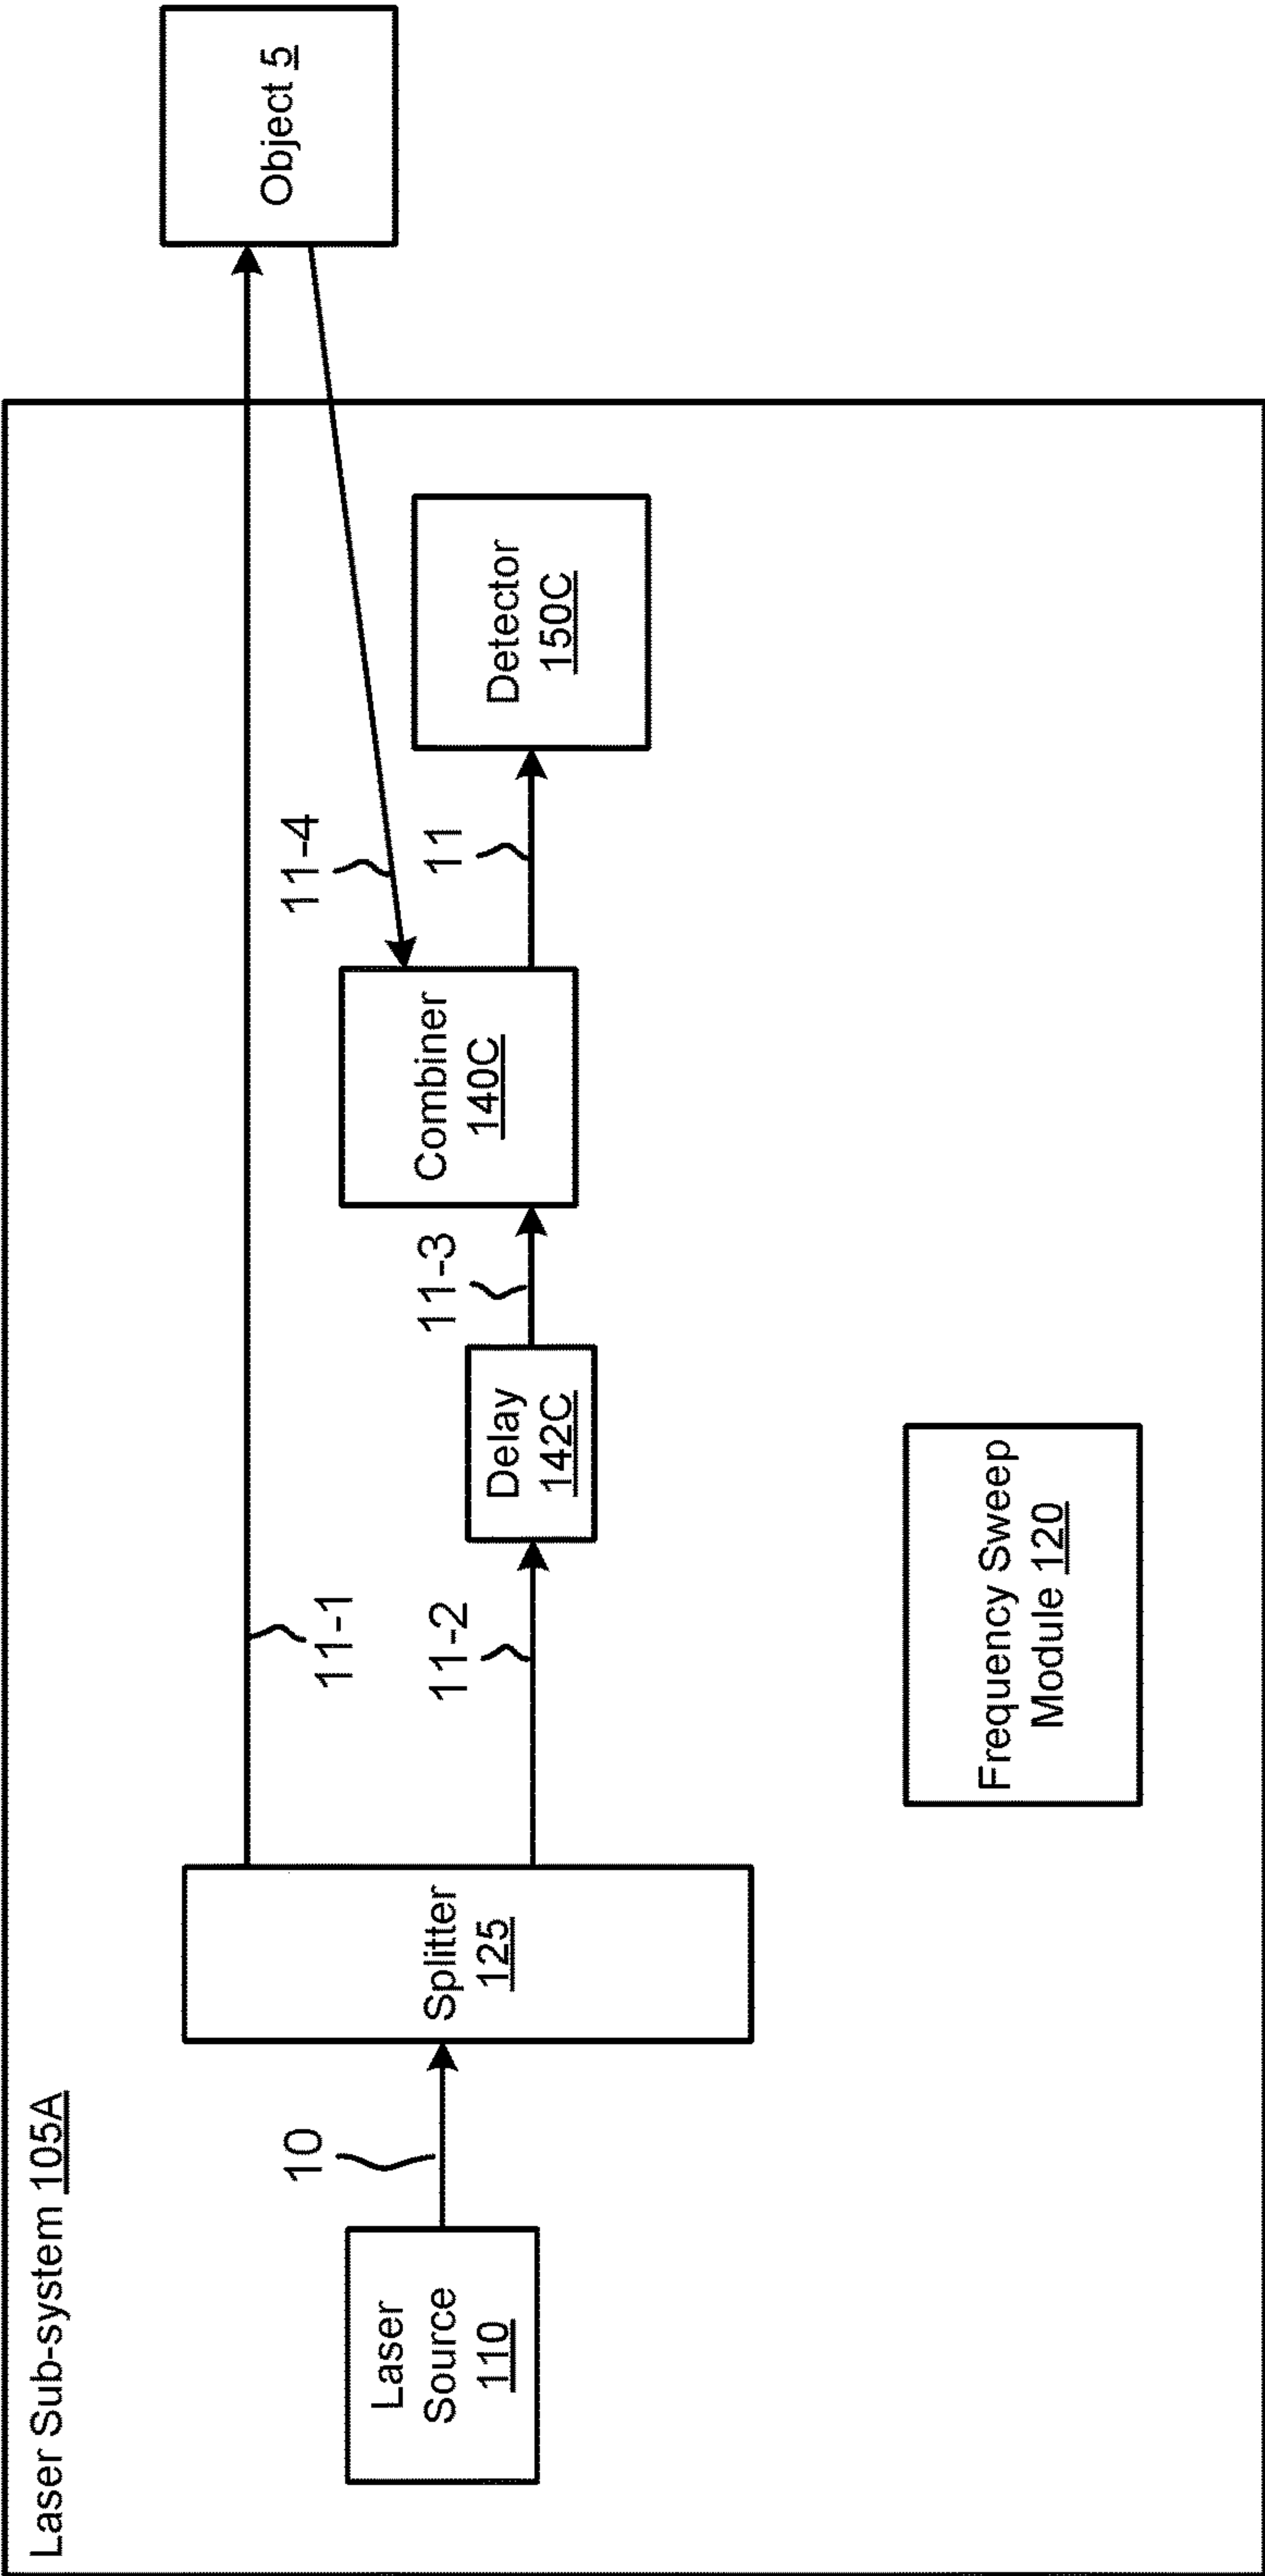 Laser Sub-system 105A
Object 5
11-1
11-4
10
Laser
Source
110
Splitter
125
11-2
Delay
142C
11-3
Combiner
140C
11
Detector
150C
Frequency Sweep
Module 120